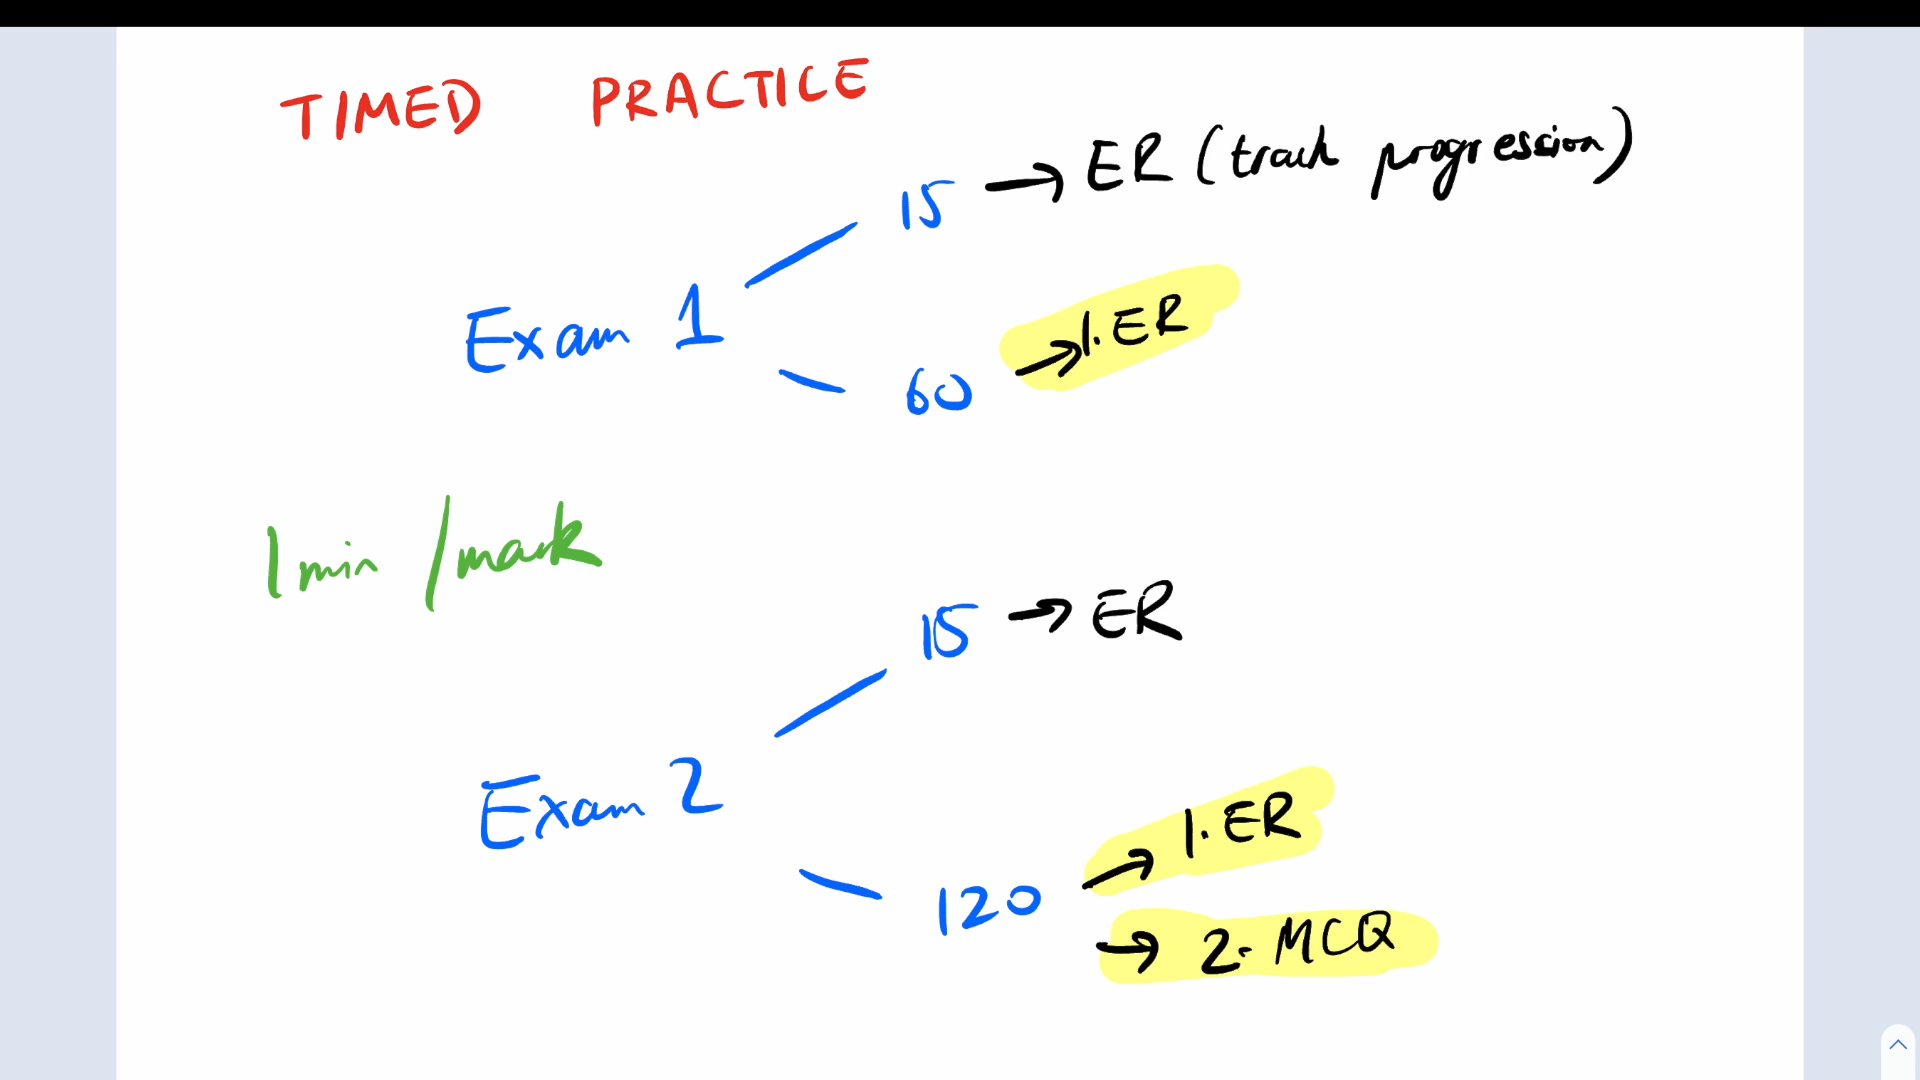 TIMED PRACTICE
15 → ER (track progression)
Exam 1
60 → 1. ER
1 min / mark
15 → ER
Exam 2
120 → 1. ER
→ 2. MCQ